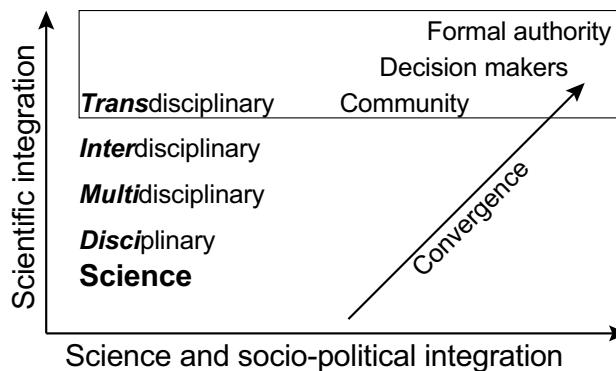 Formal authority
Decision makers
Transdisciplinary Community
Interdisciplinary
Multidisciplinary
Disciplinary
Science
Convergence
Scientific integration
Science and socio-political integration